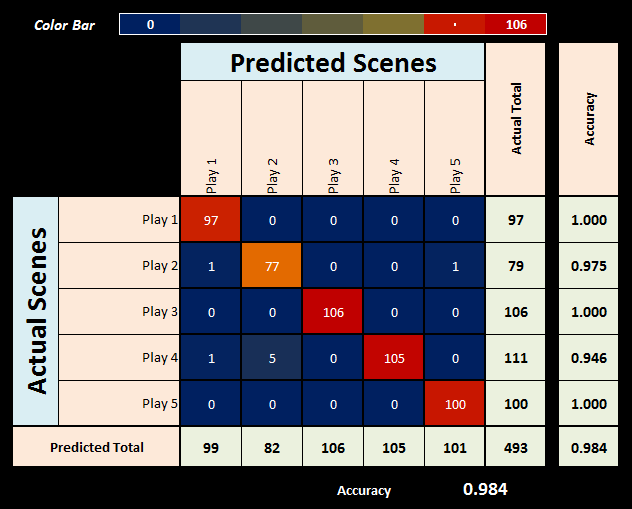 Color Bar 0 · 106
Predicted Scenes
Play 1 Play 2 Play 3 Play 4 Play 5 Actual Total Accuracy
Actual Scenes
Play 1 97 0 0 0 0 97 1.000
Play 2 1 77 0 0 1 79 0.975
Play 3 0 0 106 0 0 106 1.000
Play 4 1 5 0 105 0 111 0.946
Play 5 0 0 0 0 100 100 1.000
Predicted Total 99 82 106 105 101 493 0.984
Accuracy 0.984